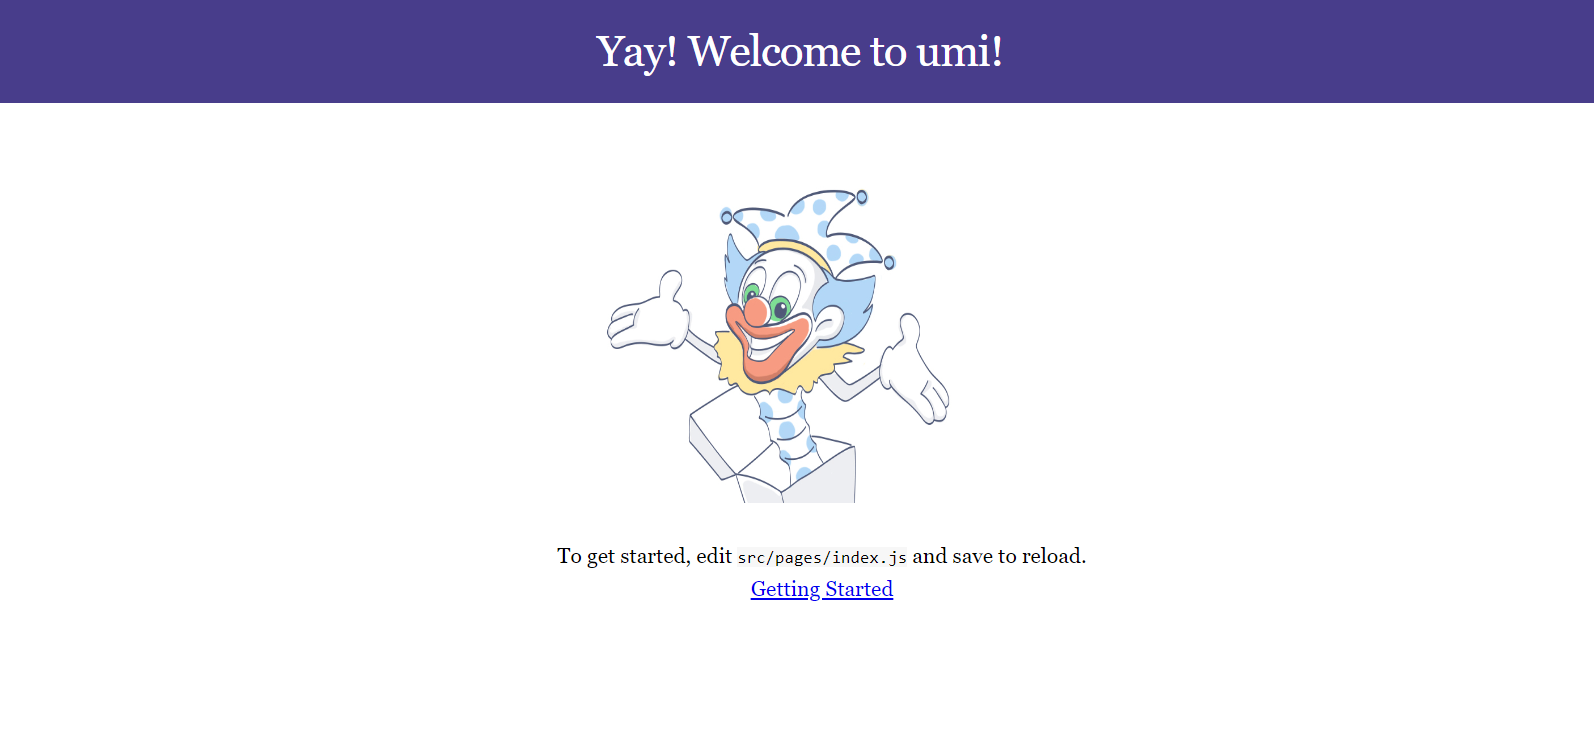 Yay! Welcome to umi!
To get started, edit src/pages/index.js and save to reload.
Getting Started